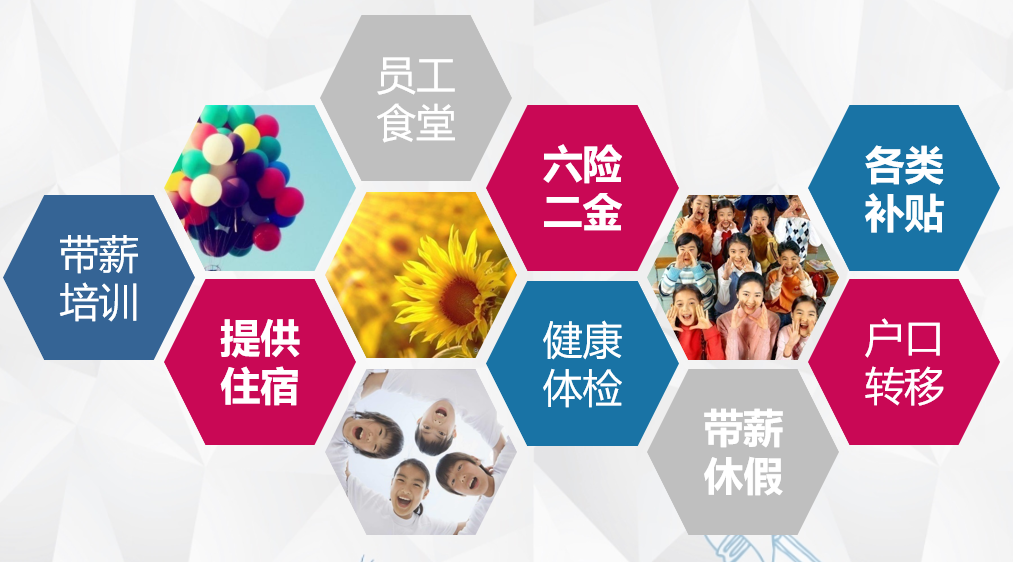 员工
食堂
六险
二金
各类
补贴
带薪
培训
提供
住宿
健康
体检
户口
转移
带薪
休假